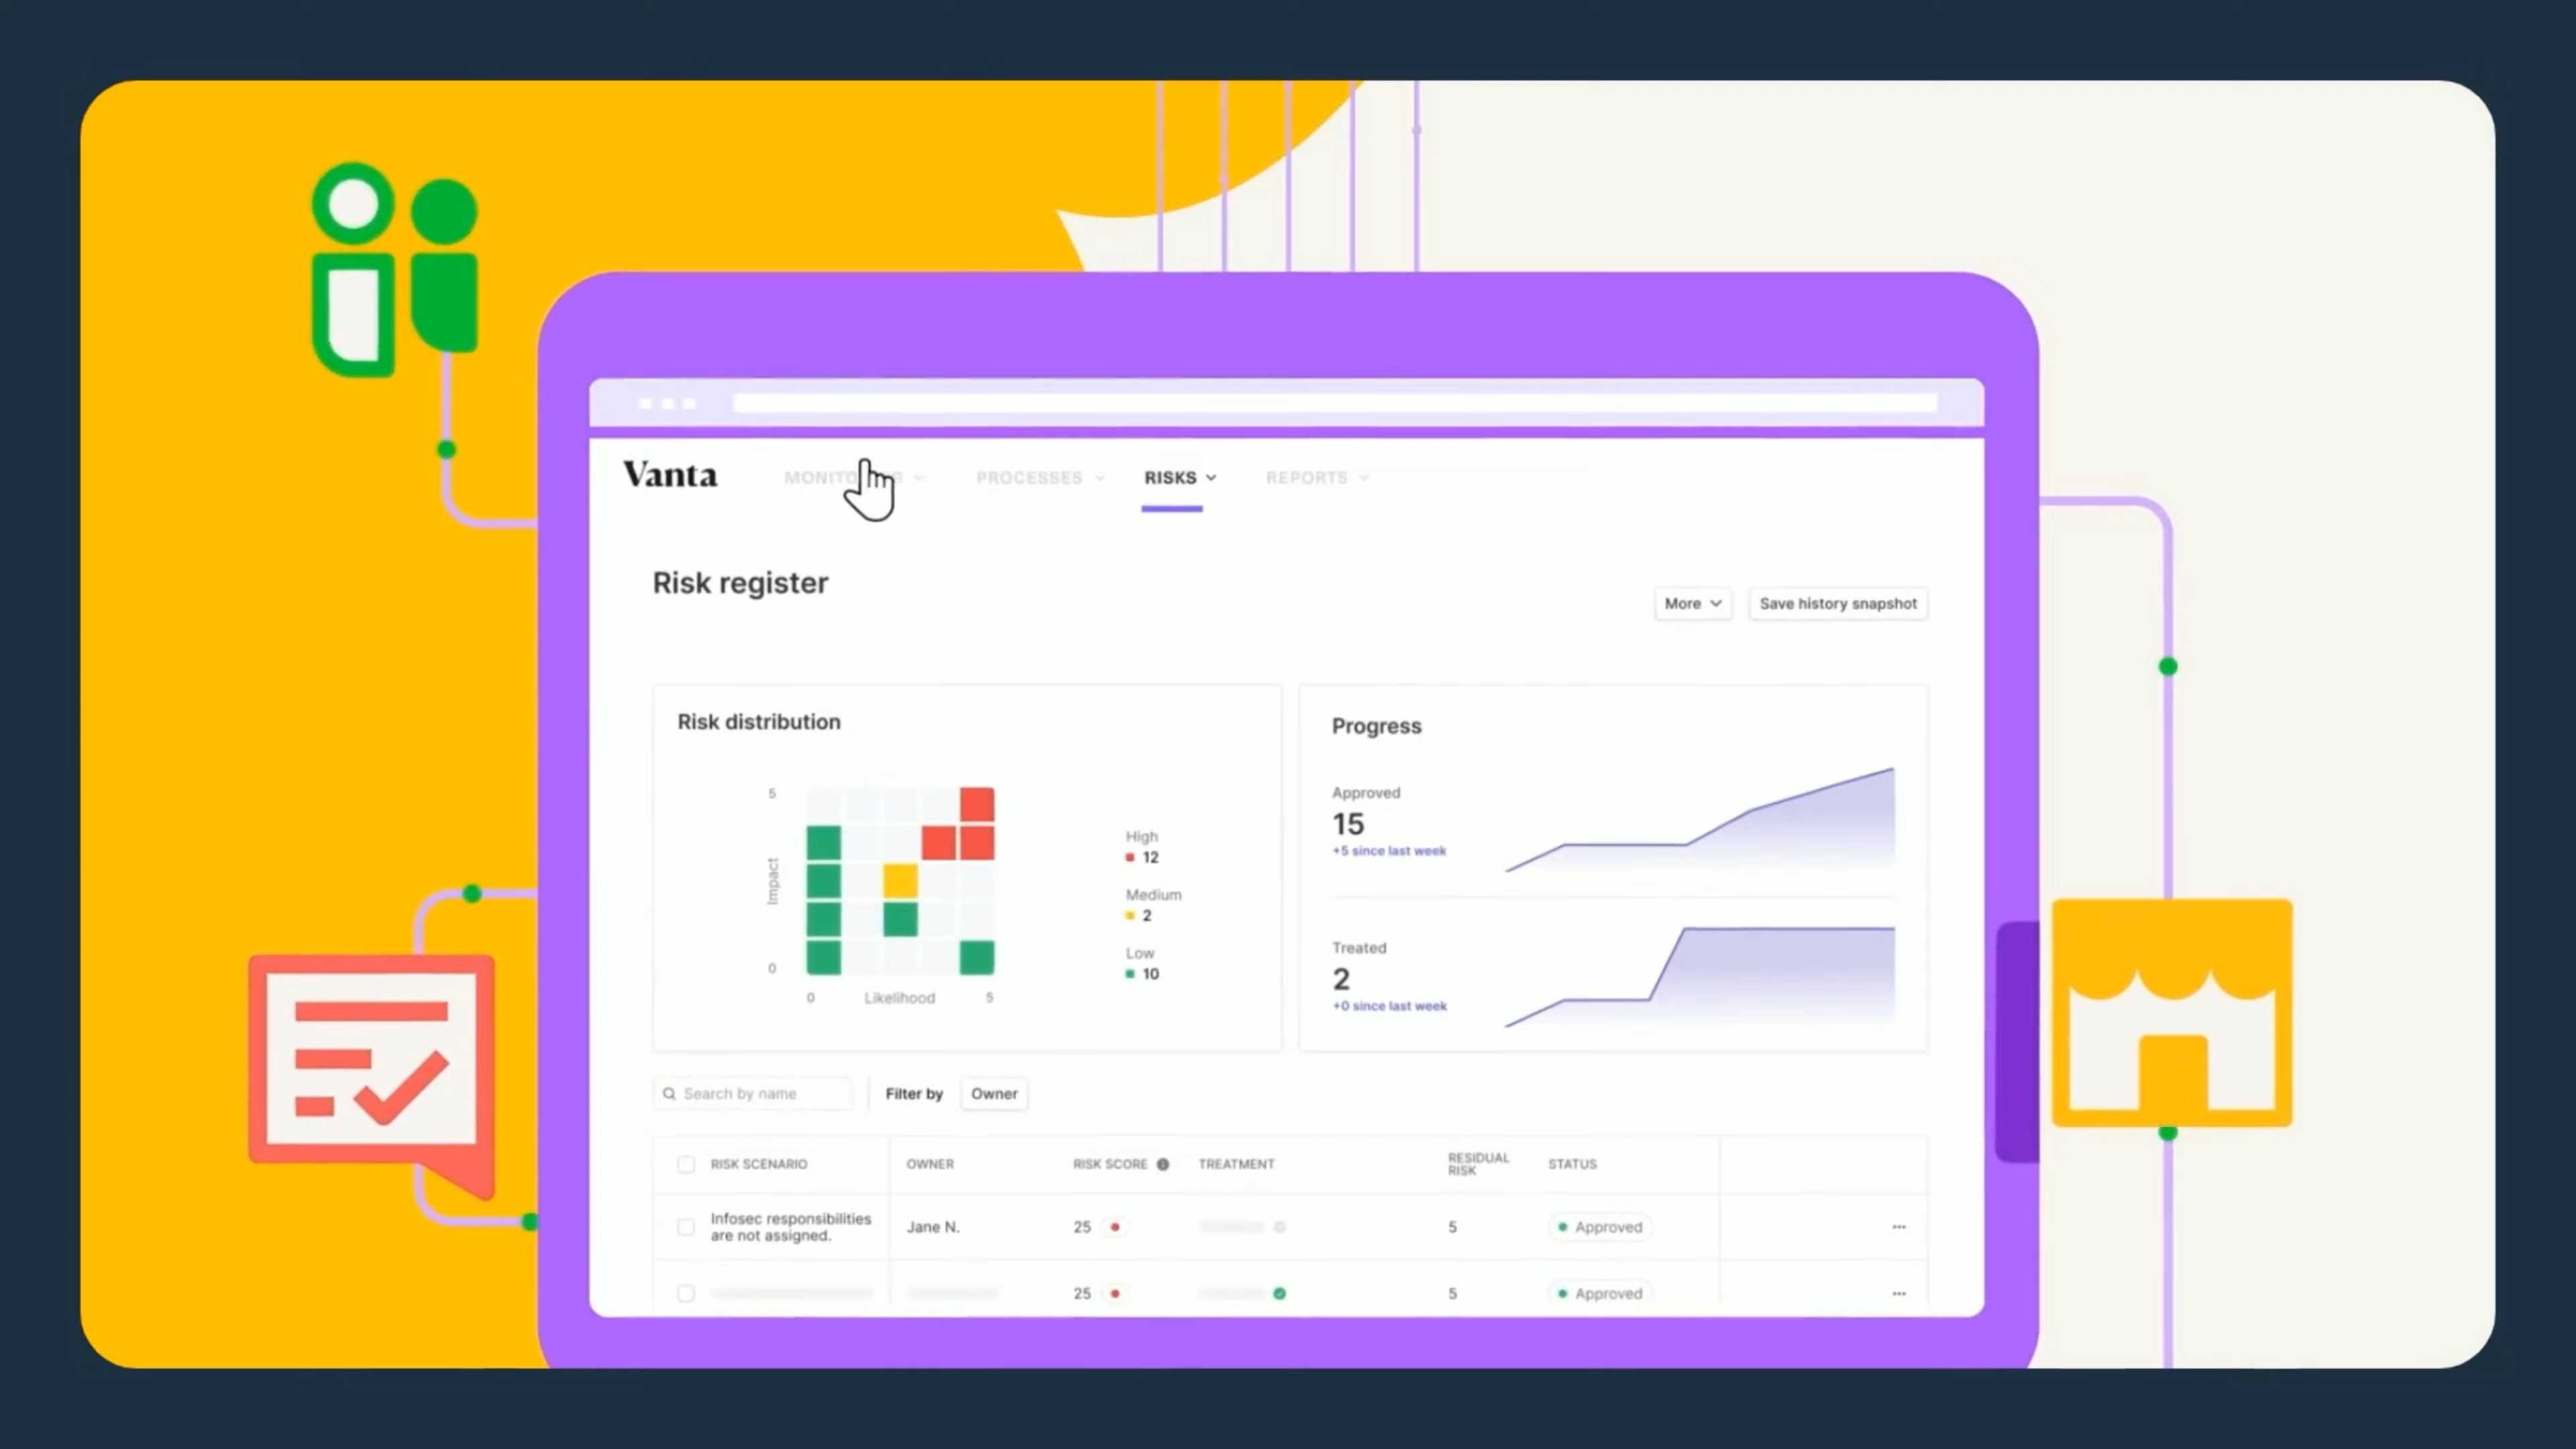 Vanta
MONITORING
PROCESSES
RISKS
REPORTS
Risk register
More
Save history snapshot
Risk distribution
5
Impact
0
0
Likelihood
5
High
12
Medium
2
Low
10
Progress
Approved
15
+5 since last week
Treated
2
+0 since last week
Search by name
Filter by
Owner
RISK SCENARIO
OWNER
RISK SCORE
TREATMENT
RESIDUAL
RISK
STATUS
Infosec responsibilities
are not assigned.
Jane N.
25
5
Approved
25
5
Approved